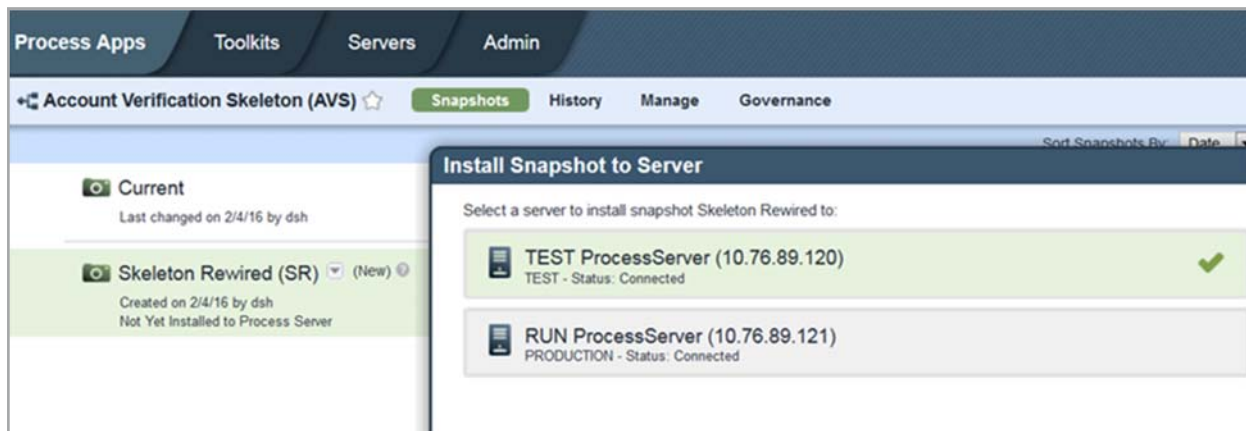 Process Apps Toolkits Servers Admin
Account Verification Skeleton (AVS) Snapshots History Manage Governance
Sort Snapshots By: Date
Install Snapshot to Server
Current
Last changed on 2/4/16 by dsh
Select a server to install snapshot Skeleton Rewired to:
TEST ProcessServer (10.76.89.120)
TEST - Status: Connected
Skeleton Rewired (SR) (New)
Created on 2/4/16 by dsh
Not Yet Installed to Process Server
RUN ProcessServer (10.76.89.121)
PRODUCTION - Status: Connected